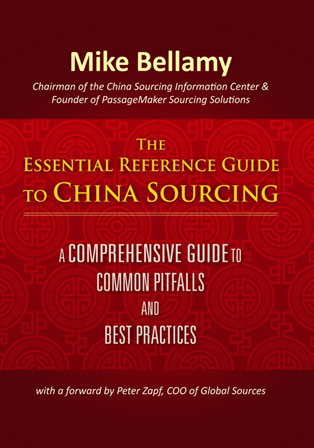 Mike Bellamy
Chairman of the China Sourcing Information Center &
Founder of PassageMaker Sourcing Solutions
The
Essential Reference Guide
to China Sourcing
A COMPREHENSIVE GUIDE TO
COMMON PITFALLS
AND
BEST PRACTICES
with a forward by Peter Zapf, COO of Global Sources